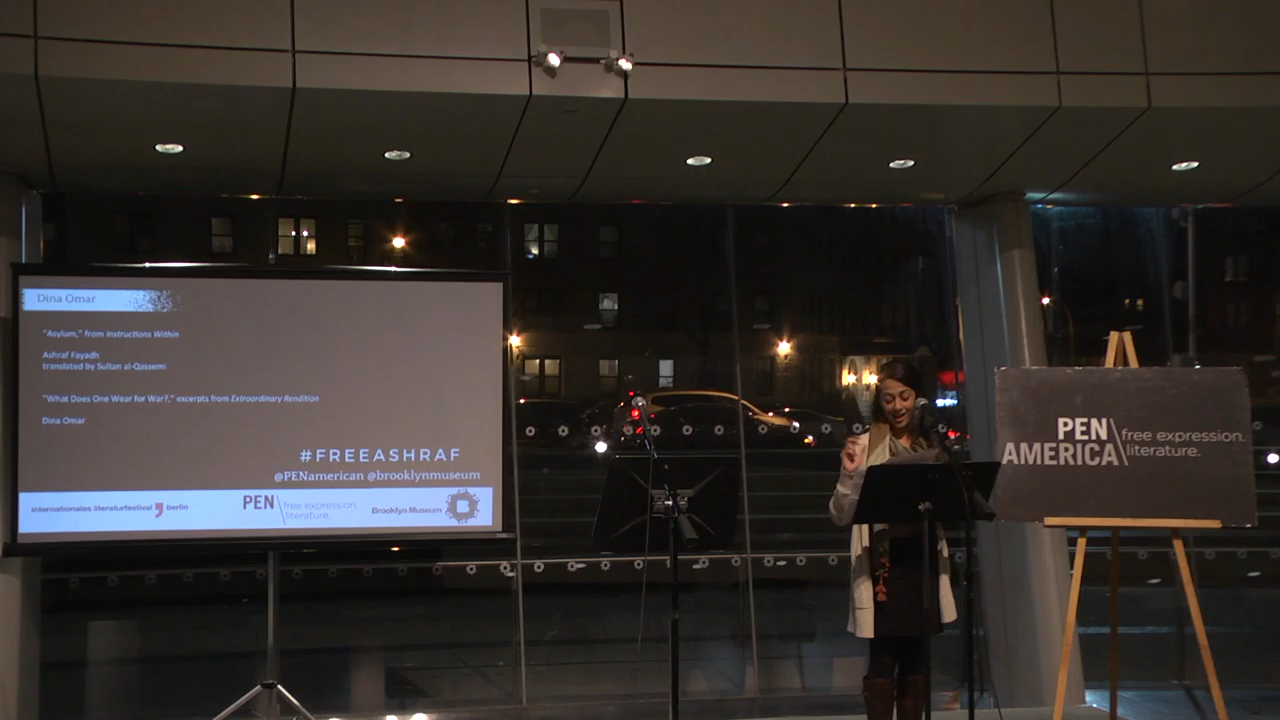 Dina Omar
"Asylum," from Instructions Within
Ashraf Fayadh
translated by Sultan al-Qassemi
"What Does One Wear for War?," excerpts from Extraordinary Rendition
Dina Omar
#FREEASHRAF
@PENamerican @brooklynmuseum
internationales literaturfestival berlin
PEN free expression.
literature.
Brooklyn Museum
PEN
AMERICA
free expression.
literature.